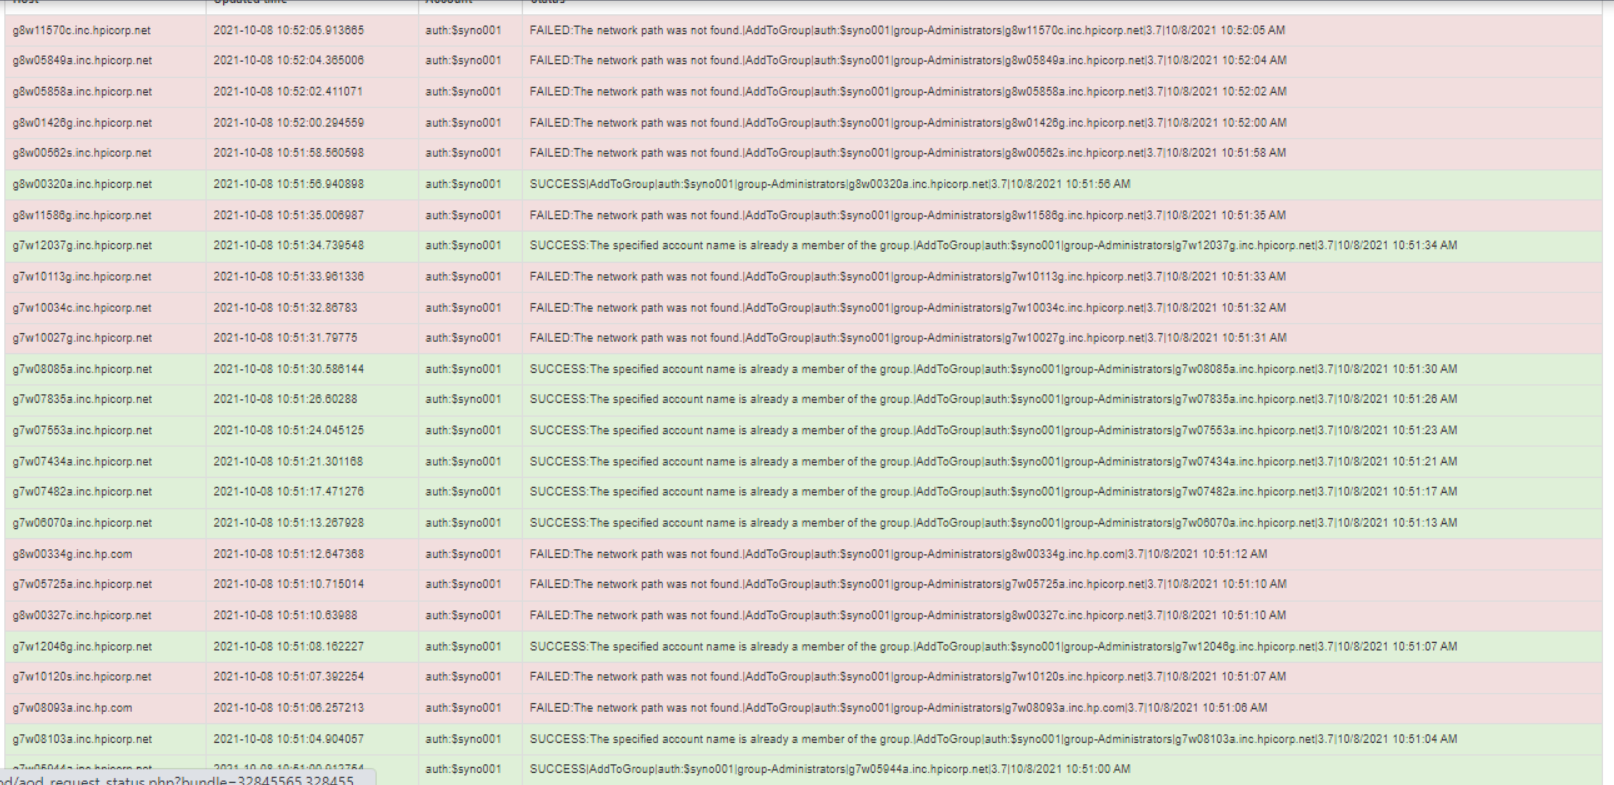 Host Updated time Account Status
g8w11570c.inc.hpicorp.net 2021-10-08 10:52:05.913665 auth:$syno001 FAILED:The network path was not found.|AddToGroup|auth:$syno001|group-Administrators|g8w11570c.inc.hpicorp.net|3.7|10/8/2021 10:52:05 AM
g8w05849a.inc.hpicorp.net 2021-10-08 10:52:04.365006 auth:$syno001 FAILED:The network path was not found.|AddToGroup|auth:$syno001|group-Administrators|g8w05849a.inc.hpicorp.net|3.7|10/8/2021 10:52:04 AM
g8w05858a.inc.hpicorp.net 2021-10-08 10:52:02.411071 auth:$syno001 FAILED:The network path was not found.|AddToGroup|auth:$syno001|group-Administrators|g8w05858a.inc.hpicorp.net|3.7|10/8/2021 10:52:02 AM
g8w01426g.inc.hpicorp.net 2021-10-08 10:52:00.294559 auth:$syno001 FAILED:The network path was not found.|AddToGroup|auth:$syno001|group-Administrators|g8w01426g.inc.hpicorp.net|3.7|10/8/2021 10:52:00 AM
g8w00562s.inc.hpicorp.net 2021-10-08 10:51:58.560598 auth:$syno001 FAILED:The network path was not found.|AddToGroup|auth:$syno001|group-Administrators|g8w00562s.inc.hpicorp.net|3.7|10/8/2021 10:51:58 AM
g8w00320a.inc.hpicorp.net 2021-10-08 10:51:56.940898 auth:$syno001 SUCCESS|AddToGroup|auth:$syno001|group-Administrators|g8w00320a.inc.hpicorp.net|3.7|10/8/2021 10:51:56 AM
g8w11586g.inc.hpicorp.net 2021-10-08 10:51:35.006987 auth:$syno001 FAILED:The network path was not found.|AddToGroup|auth:$syno001|group-Administrators|g8w11586g.inc.hpicorp.net|3.7|10/8/2021 10:51:35 AM
g7w12037g.inc.hpicorp.net 2021-10-08 10:51:34.739548 auth:$syno001 SUCCESS:The specified account name is already a member of the group.|AddToGroup|auth:$syno001|group-Administrators|g7w12037g.inc.hpicorp.net|3.7|10/8/2021 10:51:34 AM
g7w10113g.inc.hpicorp.net 2021-10-08 10:51:33.961336 auth:$syno001 FAILED:The network path was not found.|AddToGroup|auth:$syno001|group-Administrators|g7w10113g.inc.hpicorp.net|3.7|10/8/2021 10:51:33 AM
g7w10034c.inc.hpicorp.net 2021-10-08 10:51:32.86783 auth:$syno001 FAILED:The network path was not found.|AddToGroup|auth:$syno001|group-Administrators|g7w10034c.inc.hpicorp.net|3.7|10/8/2021 10:51:32 AM
g7w10027g.inc.hpicorp.net 2021-10-08 10:51:31.79775 auth:$syno001 FAILED:The network path was not found.|AddToGroup|auth:$syno001|group-Administrators|g7w10027g.inc.hpicorp.net|3.7|10/8/2021 10:51:31 AM
g7w08085a.inc.hpicorp.net 2021-10-08 10:51:30.586144 auth:$syno001 SUCCESS:The specified account name is already a member of the group.|AddToGroup|auth:$syno001|group-Administrators|g7w08085a.inc.hpicorp.net|3.7|10/8/2021 10:51:30 AM
g7w07835a.inc.hpicorp.net 2021-10-08 10:51:26.60288 auth:$syno001 SUCCESS:The specified account name is already a member of the group.|AddToGroup|auth:$syno001|group-Administrators|g7w07835a.inc.hpicorp.net|3.7|10/8/2021 10:51:26 AM
g7w07553a.inc.hpicorp.net 2021-10-08 10:51:24.045125 auth:$syno001 SUCCESS:The specified account name is already a member of the group.|AddToGroup|auth:$syno001|group-Administrators|g7w07553a.inc.hpicorp.net|3.7|10/8/2021 10:51:23 AM
g7w07434a.inc.hpicorp.net 2021-10-08 10:51:21.301168 auth:$syno001 SUCCESS:The specified account name is already a member of the group.|AddToGroup|auth:$syno001|group-Administrators|g7w07434a.inc.hpicorp.net|3.7|10/8/2021 10:51:21 AM
g7w07482a.inc.hpicorp.net 2021-10-08 10:51:17.471276 auth:$syno001 SUCCESS:The specified account name is already a member of the group.|AddToGroup|auth:$syno001|group-Administrators|g7w07482a.inc.hpicorp.net|3.7|10/8/2021 10:51:17 AM
g7w06070a.inc.hpicorp.net 2021-10-08 10:51:13.267928 auth:$syno001 SUCCESS:The specified account name is already a member of the group.|AddToGroup|auth:$syno001|group-Administrators|g7w06070a.inc.hpicorp.net|3.7|10/8/2021 10:51:13 AM
g8w00334g.inc.hp.com 2021-10-08 10:51:12.647368 auth:$syno001 FAILED:The network path was not found.|AddToGroup|auth:$syno001|group-Administrators|g8w00334g.inc.hp.com|3.7|10/8/2021 10:51:12 AM
g7w05725a.inc.hpicorp.net 2021-10-08 10:51:10.715014 auth:$syno001 FAILED:The network path was not found.|AddToGroup|auth:$syno001|group-Administrators|g7w05725a.inc.hpicorp.net|3.7|10/8/2021 10:51:10 AM
g8w00327c.inc.hpicorp.net 2021-10-08 10:51:10.63988 auth:$syno001 FAILED:The network path was not found.|AddToGroup|auth:$syno001|group-Administrators|g8w00327c.inc.hpicorp.net|3.7|10/8/2021 10:51:10 AM
g7w12046g.inc.hpicorp.net 2021-10-08 10:51:08.162227 auth:$syno001 SUCCESS:The specified account name is already a member of the group.|AddToGroup|auth:$syno001|group-Administrators|g7w12046g.inc.hpicorp.net|3.7|10/8/2021 10:51:07 AM
g7w10120s.inc.hpicorp.net 2021-10-08 10:51:07.392254 auth:$syno001 FAILED:The network path was not found.|AddToGroup|auth:$syno001|group-Administrators|g7w10120s.inc.hpicorp.net|3.7|10/8/2021 10:51:07 AM
g7w08093a.inc.hp.com 2021-10-08 10:51:06.257213 auth:$syno001 FAILED:The network path was not found.|AddToGroup|auth:$syno001|group-Administrators|g7w08093a.inc.hp.com|3.7|10/8/2021 10:51:06 AM
g7w08103a.inc.hpicorp.net 2021-10-08 10:51:04.904057 auth:$syno001 SUCCESS:The specified account name is already a member of the group.|AddToGroup|auth:$syno001|group-Administrators|g7w08103a.inc.hpicorp.net|3.7|10/8/2021 10:51:04 AM
g7w05944a.inc.hpicorp.net 2021-10-08 10:51:00.913754 auth:$syno001 SUCCESS|AddToGroup|auth:$syno001|group-Administrators|g7w05944a.inc.hpicorp.net|3.7|10/8/2021 10:51:00 AM
od/aod_request_status.php?bundle=32845565,328455...